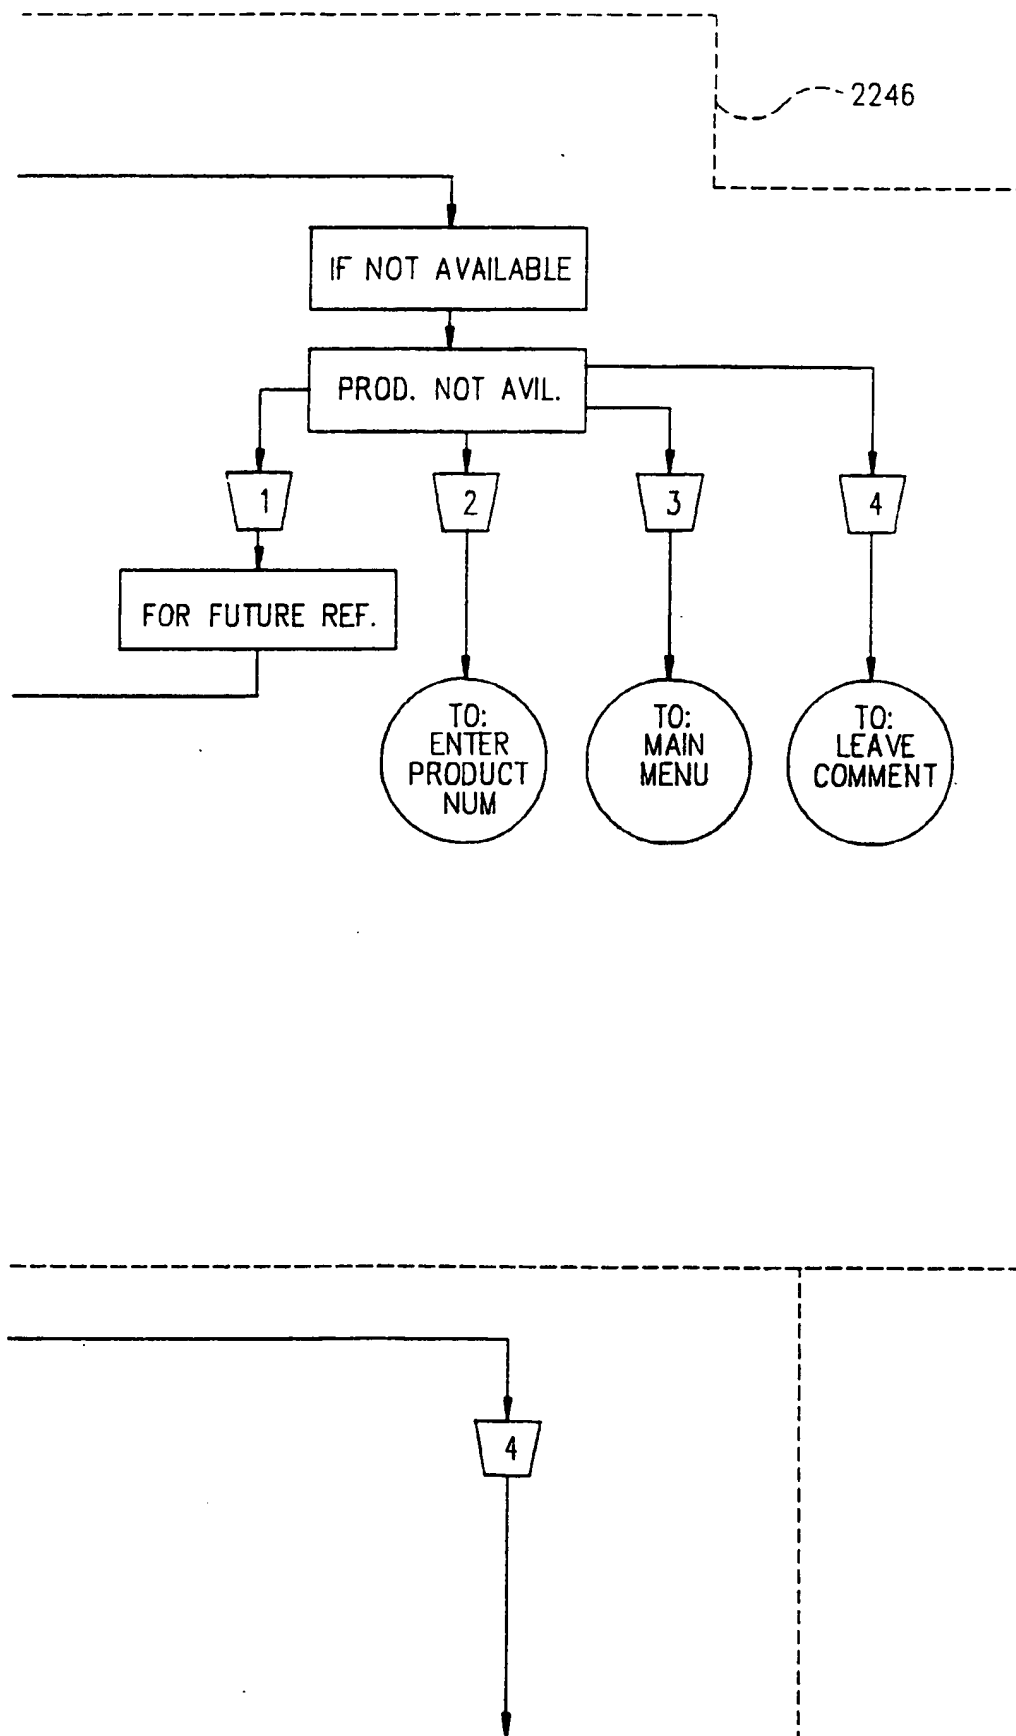 2246
IF NOT AVAILABLE
PROD. NOT AVIL.
1
2
3
4
FOR FUTURE REF.
TO:
ENTER
PRODUCT
NUM
TO:
MAIN
MENU
TO:
LEAVE
COMMENT
4